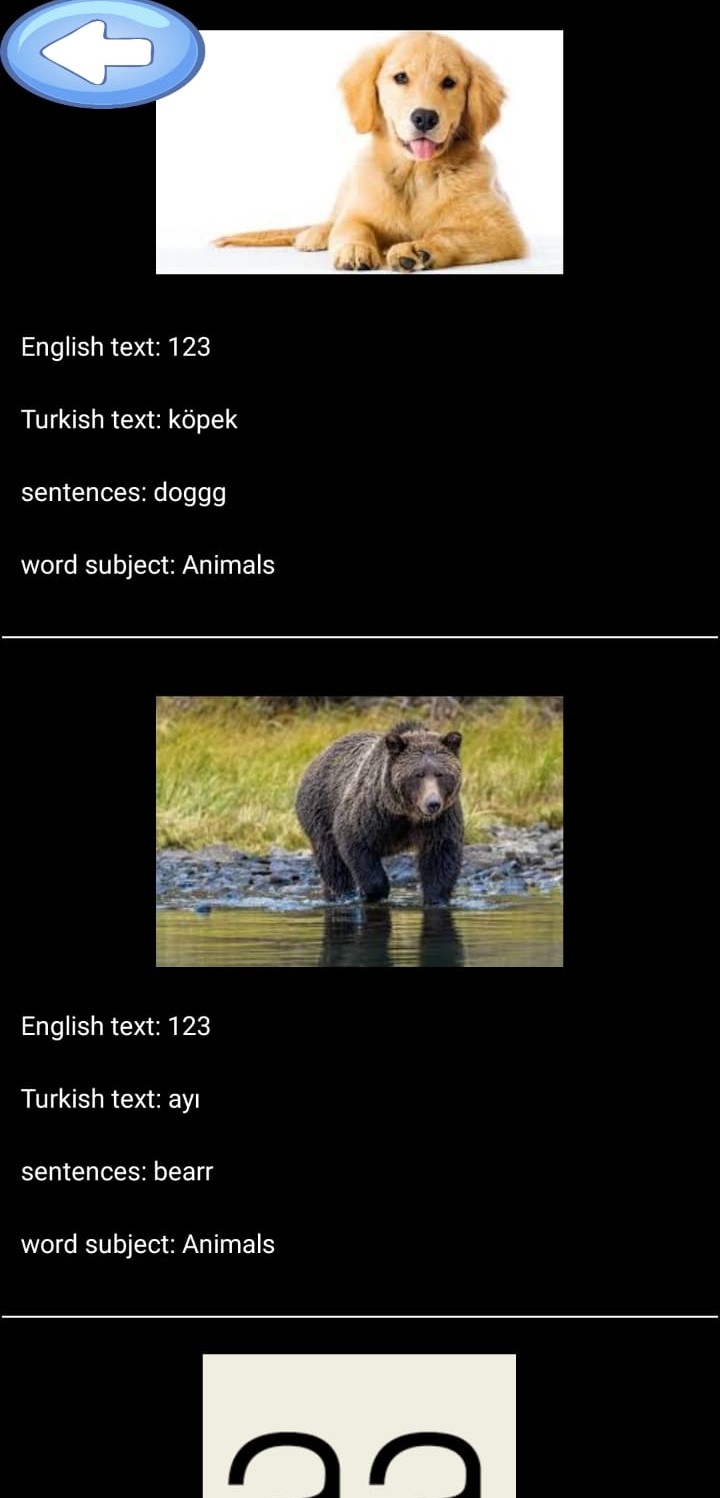 English text: 123
Turkish text: köpek
sentences: doggg
word subject: Animals
English text: 123
Turkish text: ayı
sentences: bearr
word subject: Animals